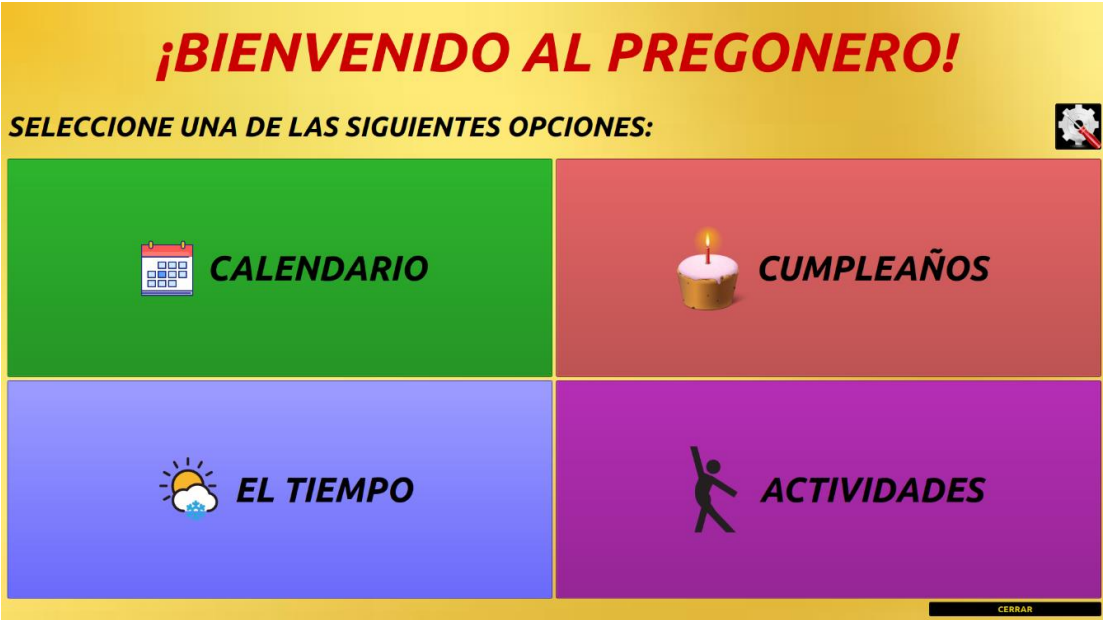 ¡BIENVENIDO AL PREGONERO!
SELECCIONE UNA DE LAS SIGUIENTES OPCIONES:
CALENDARIO
CUMPLEAÑOS
EL TIEMPO
ACTIVIDADES
CERRAR